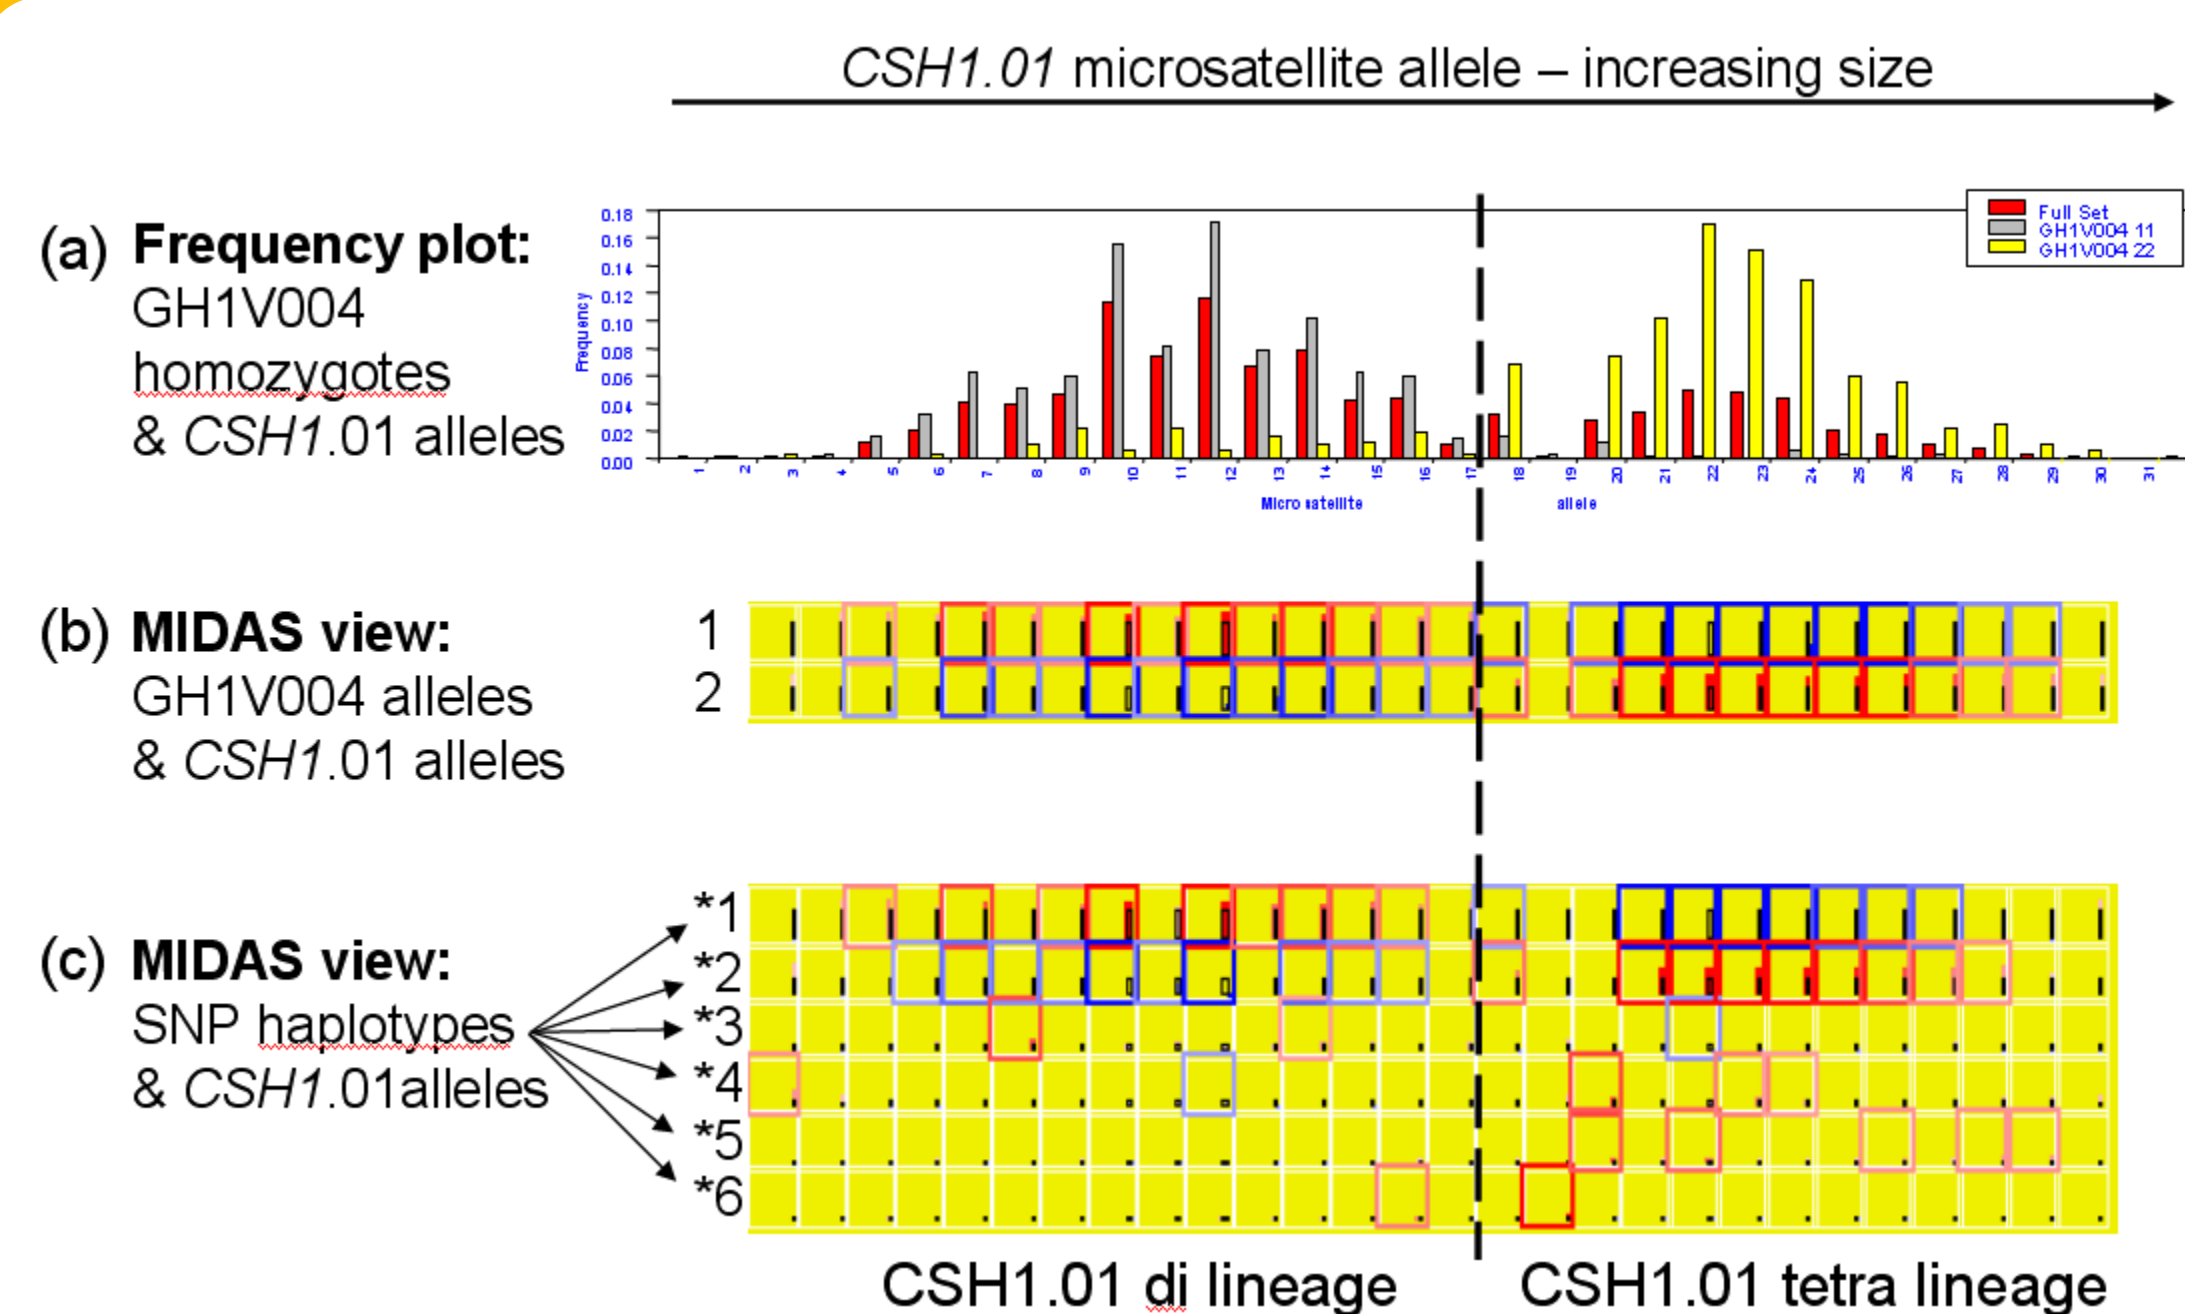 CSH1.01 microsatellite allele – increasing size
(a) Frequency plot:
GH1V004
homozygotes
& CSH1.01 alleles
Frequency
0.18
0.16
0.14
0.12
0.10
0.08
0.06
0.04
0.02
0.00
Full Set
GH1V004 11
GH1V004 22
1 2 3 4 5 6 7 8 9 10 11 12 13 14 15 16 17 18 19 20 21 22 23 24 25 26 27 28 29 30 31
Micro satellite allele
(b) MIDAS view:
GH1V004 alleles
& CSH1.01 alleles
1
2
(c) MIDAS view:
SNP haplotypes
& CSH1.01alleles
*1
*2
*3
*4
*5
*6
CSH1.01 di lineage
CSH1.01 tetra lineage